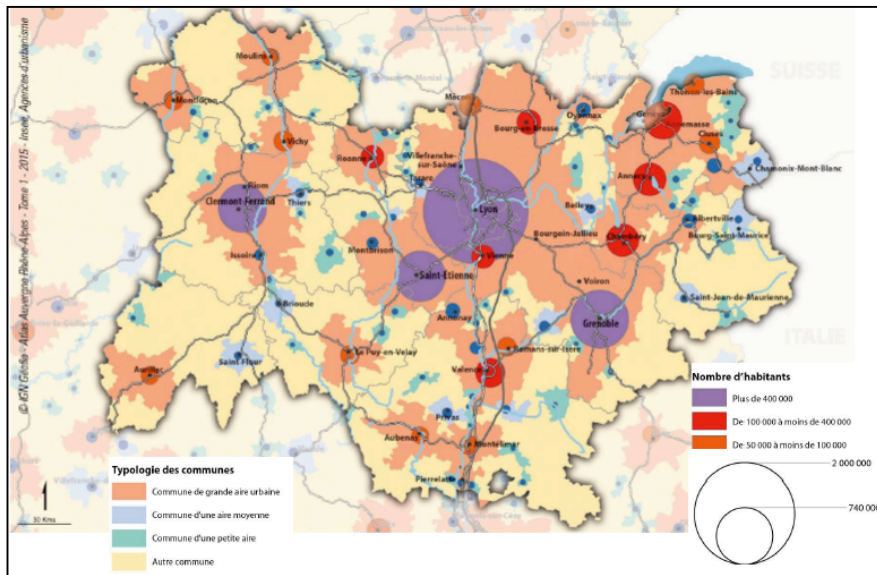 © IGN Géofla - Atlas Auvergne Rhône-Alpes - Tome 1 - 2015 - Insee, Agences d'urbanisme
SUISSE
ITALIE
Moulins
Montluçon
Vichy
Mâcon
Bourg-en-Bresse
Oyonnax
Genève
Annemasse
Thonon-les-Bains
Cluses
Chamonix-Mont-Blanc
Roanne
Villefranche-sur-Saône
Tarare
Riom
Clermont-Ferrand
Thiers
Lyon
Annecy
Belley
Albertville
Bourg-Saint-Maurice
Issoire
Montbrison
Bourgoin-Jallieu
Chambéry
Vienne
Saint-Étienne
Voiron
Brioude
Annonay
Grenoble
Saint-Jean-de-Maurienne
Aurillac
Saint-Flour
Le Puy-en-Velay
Romans-sur-Isère
Valence
Privas
Aubenas
Montélimar
Pierrelatte
30 Kms
Typologie des communes
Commune de grande aire urbaine
Commune d'une aire moyenne
Commune d'une petite aire
Autre commune
Nombre d'habitants
Plus de 400 000
De 100 000 à moins de 400 000
De 50 000 à moins de 100 000
2 000 000
740 000